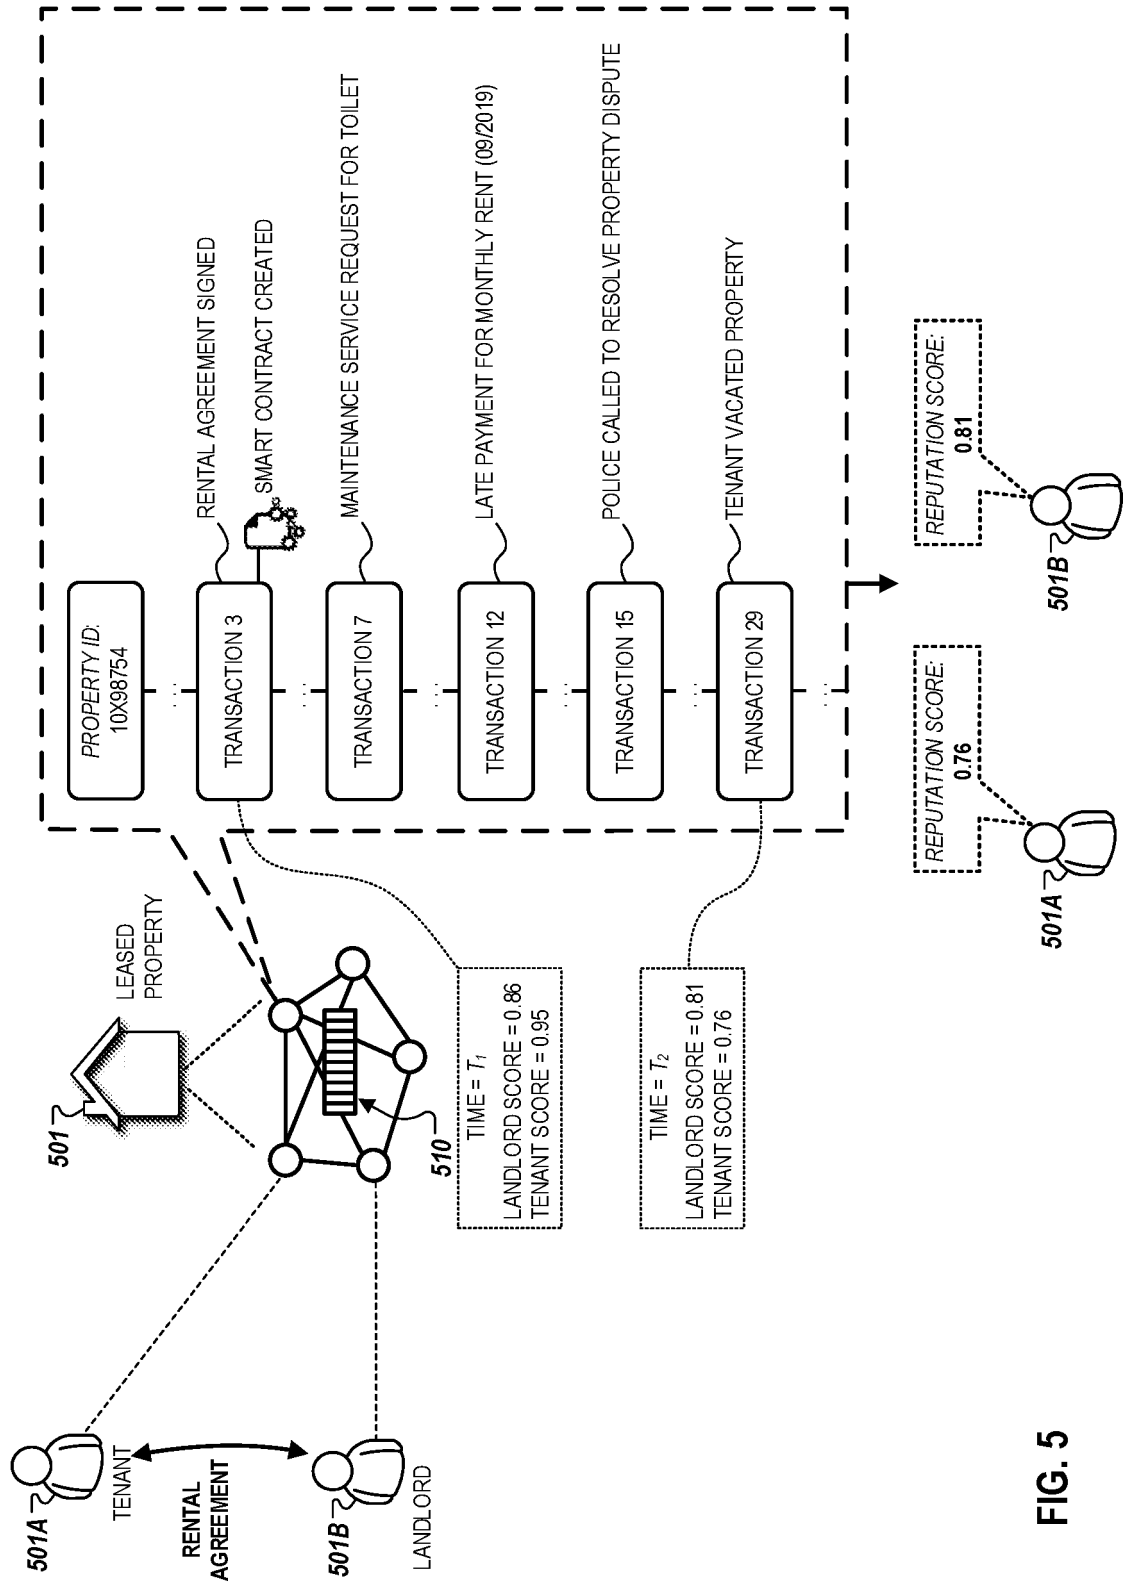 501A
TENANT
RENTAL
AGREEMENT
501B
LANDLORD
501
LEASED
PROPERTY
510
TIME = T1
LANDLORD SCORE = 0.86
TENANT SCORE = 0.95
TIME = T2
LANDLORD SCORE = 0.81
TENANT SCORE = 0.76
PROPERTY ID:
10X98754
...
TRANSACTION 3
RENTAL AGREEMENT SIGNED
SMART CONTRACT CREATED
...
TRANSACTION 7
MAINTENANCE SERVICE REQUEST FOR TOILET
...
TRANSACTION 12
LATE PAYMENT FOR MONTHLY RENT (09/2019)
...
TRANSACTION 15
POLICE CALLED TO RESOLVE PROPERTY DISPUTE
...
TRANSACTION 29
TENANT VACATED PROPERTY
...
REPUTATION SCORE:
0.76
501A
REPUTATION SCORE:
0.81
501B
FIG. 5